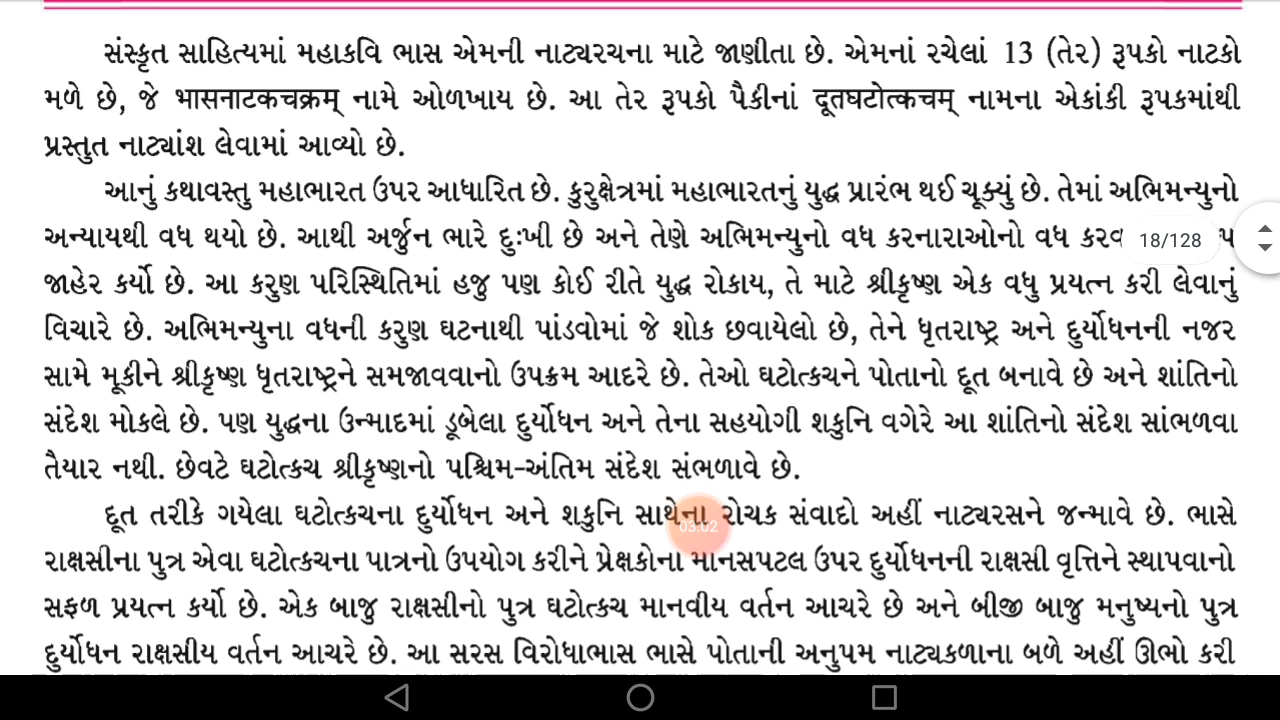 સંસ્કૃત સાહિત્યમાં મહાકવિ ભાસ એમની નાટ્યરચના માટે જાણીતા છે. એમનાં રચેલાં 13 (તેર) રૂપકો નાટકો
મળે છે, જે भासनाटकचक्रम् નામે ઓળખાય છે. આ તેર રૂપકો પૈકીનાં दूतघटोत्कचम् નામના એકાંકી રૂપકમાંથી
પ્રસ્તુત નાટ્યાંશ લેવામાં આવ્યો છે.
આનું કથાવસ્તુ મહાભારત ઉપર આધારિત છે. કુરુક્ષેત્રમાં મહાભારતનું યુદ્ધ પ્રારંભ થઈ ચૂક્યું છે. તેમાં અભિમન્યુનો
અન્યાયથી વધ થયો છે. આથી અર્જુન ભારે દુઃખી છે અને તેણે અભિમન્યુનો વધ કરનારાઓનો વધ 18/128
જાહેર કર્યો છે. આ કરુણ પરિસ્થિતિમાં હજુ પણ કોઈ રીતે યુદ્ધ રોકાય, તે માટે શ્રીકૃષ્ણ એક વધુ પ્રયત્ન કરી લેવાનું
વિચારે છે. અભિમન્યુના વધની કરુણ ઘટનાથી પાંડવોમાં જે શોક છવાયેલો છે, તેને ધૃતરાષ્ટ્ર અને દુર્યોધનની નજર
સામે મૂકીને શ્રીકૃષ્ણ ધૃતરાષ્ટ્રને સમજાવવાનો ઉપક્રમ આદરે છે. તેઓ ઘટોત્કચને પોતાનો દૂત બનાવે છે અને શાંતિનો
સંદેશ મોકલે છે. પણ યુદ્ધના ઉન્માદમાં ડૂબેલા દુર્યોધન અને તેના સહયોગી શકુનિ વગેરે આ શાંતિનો સંદેશ સાંભળવા
તૈયાર નથી. છેવટે ઘટોત્કચ શ્રીકૃષ્ણનો પશ્ચિમ-અંતિમ સંદેશ સંભળાવે છે.
દૂત તરીકે ગયેલા ઘટોત્કચના દુર્યોધન અને શકુનિ સાથેના રોચક સંવાદો અહીં નાટ્યરસને જન્માવે છે. ભાસે
03:02
રાક્ષસીના પુત્ર એવા ઘટોત્કચના પાત્રનો ઉપયોગ કરીને પ્રેક્ષકોના માનસપટલ ઉપર દુર્યોધનની રાક્ષસી વૃત્તિને સ્થાપવાનો
સફળ પ્રયત્ન કર્યો છે. એક બાજુ રાક્ષસીનો પુત્ર ઘટોત્કચ માનવીય વર્તન આચરે છે અને બીજી બાજુ મનુષ્યનો પુત્ર
દુર્યોધન રાક્ષસીય વર્તન આચરે છે. આ સરસ વિરોધાભાસ ભાસે પોતાની અનુપમ નાટ્યકળાના બળે અહીં ઊભો કરી